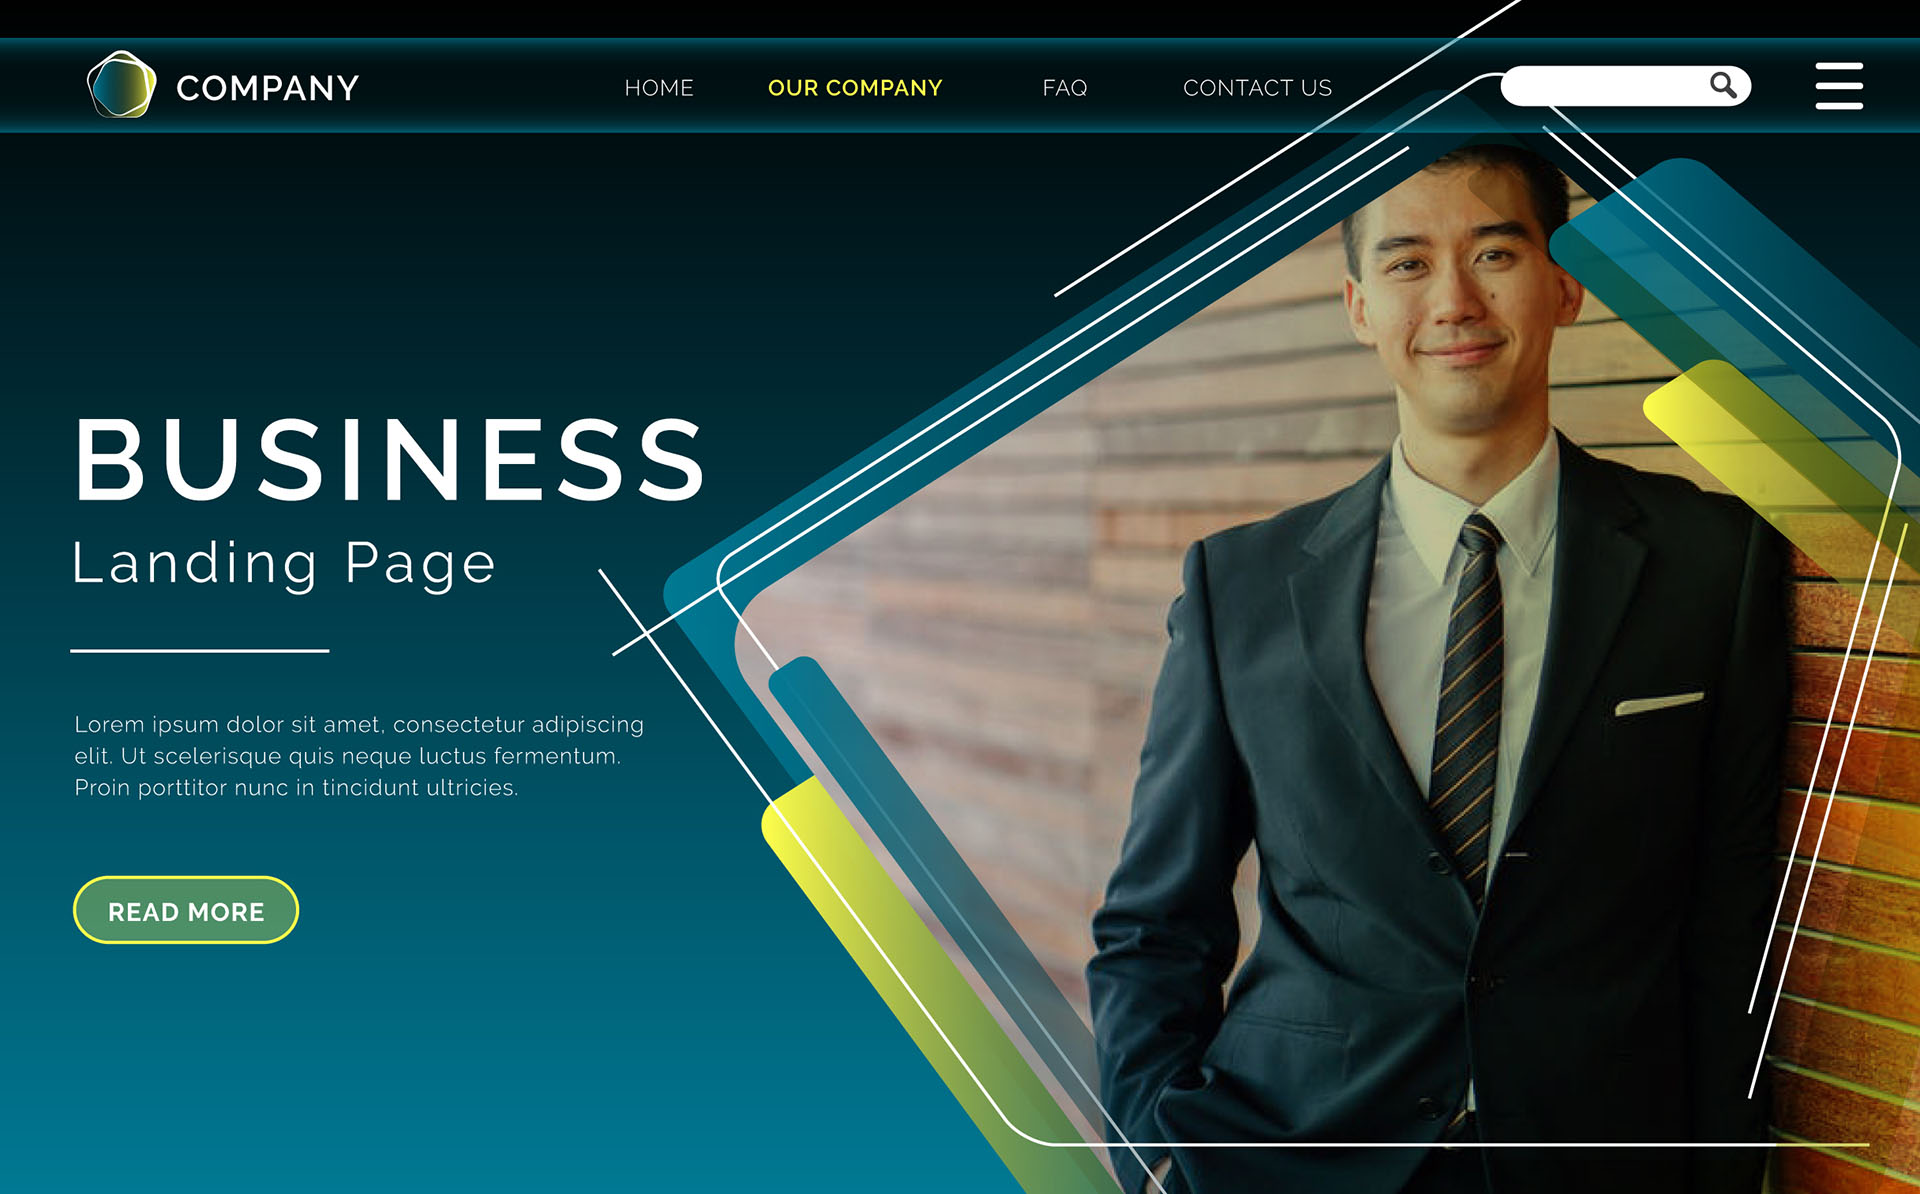 COMPANY
HOME
OUR COMPANY
FAQ
CONTACT US
BUSINESS
Landing Page
Lorem ipsum dolor sit amet, consectetur adipiscing
elit. Ut scelerisque quis neque luctus fermentum.
Proin porttitor nunc in tincidunt ultricies.
READ MORE